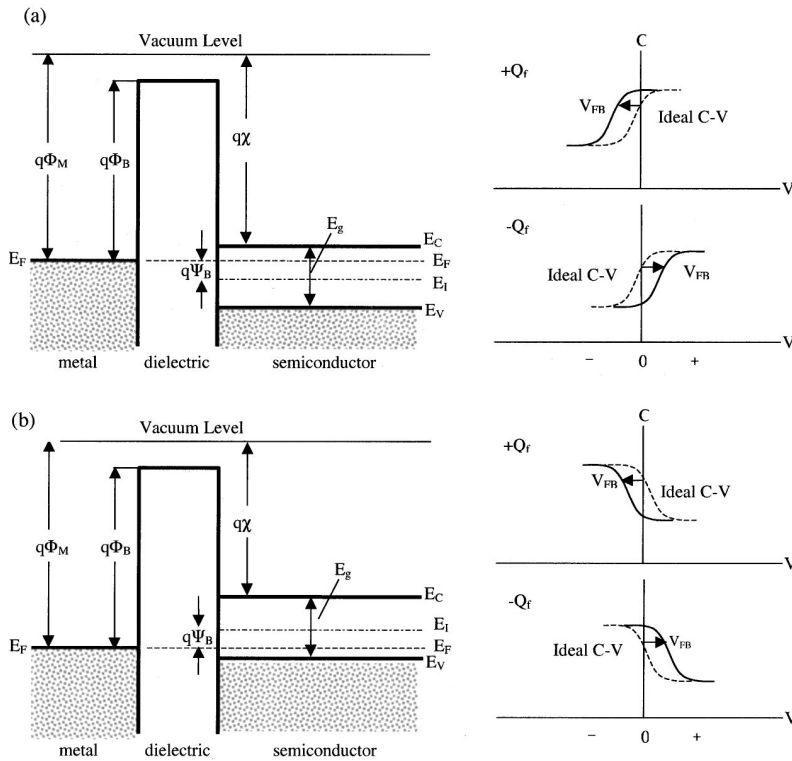 (a)
Vacuum Level
qΦM
qΦB
qχ
Eg
EC
EF
EF
qΨB
EI
EV
metal dielectric semiconductor
C
+Qf
VFB
Ideal C-V
V
-Qf
Ideal C-V
VFB
V
− 0 +
(b)
Vacuum Level
qΦM
qΦB
qχ
Eg
EC
EI
qΨB
EF
EF
EV
metal dielectric semiconductor
C
+Qf
VFB
Ideal C-V
V
-Qf
VFB
Ideal C-V
V
− 0 +